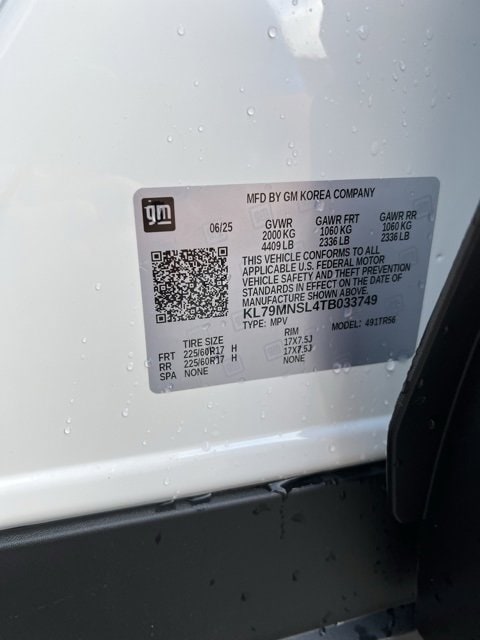 gm
MFD BY GM KOREA COMPANY
06/25 GVWR GAWR FRT GAWR RR
2000 KG 1060 KG 1060 KG
4409 LB 2336 LB 2336 LB
THIS VEHICLE CONFORMS TO ALL
APPLICABLE U.S. FEDERAL MOTOR
VEHICLE SAFETY AND THEFT PREVENTION
STANDARDS IN EFFECT ON THE DATE OF
MANUFACTURE SHOWN ABOVE.
KL79MNSL4TB033749
TYPE: MPV MODEL: 491TR56
TIRE SIZE RIM
FRT 225/60R17 H 17X7.5J
RR 225/60R17 H 17X7.5J
SPA NONE NONE